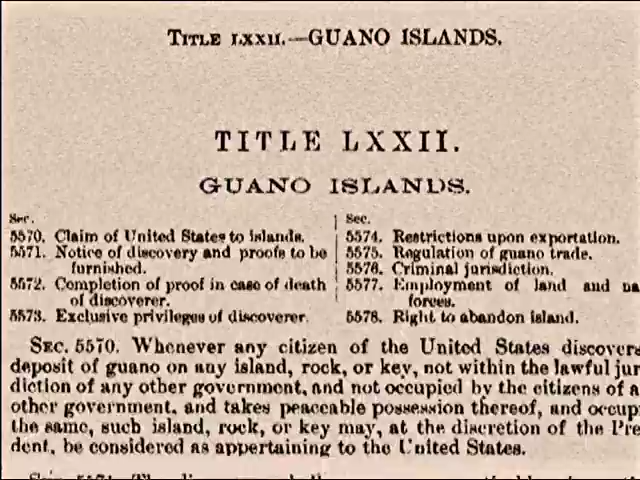 TITLE LXXII.—GUANO ISLANDS.
TITLE LXXII.
GUANO ISLANDS.
Sec.
5570. Claim of United States to islands.
5571. Notice of discovery and proofs to be
furnished.
5572. Completion of proof in case of death
of discoverer.
5573. Exclusive privileges of discoverer.
Sec.
5574. Restrictions upon exportation.
5575. Regulation of guano trade.
5576. Criminal jurisdiction.
5577. Employment of land and na
forces.
5578. Right to abandon island.
SEC. 5570. Whenever any citizen of the United States discovers
deposit of guano on any island, rock, or key, not within the lawful jur
diction of any other government, and not occupied by the citizens of a
other government, and takes peaceable possession thereof, and occup
the same, such island, rock, or key may, at the discretion of the Pre
dent, be considered as appertaining to the United States.